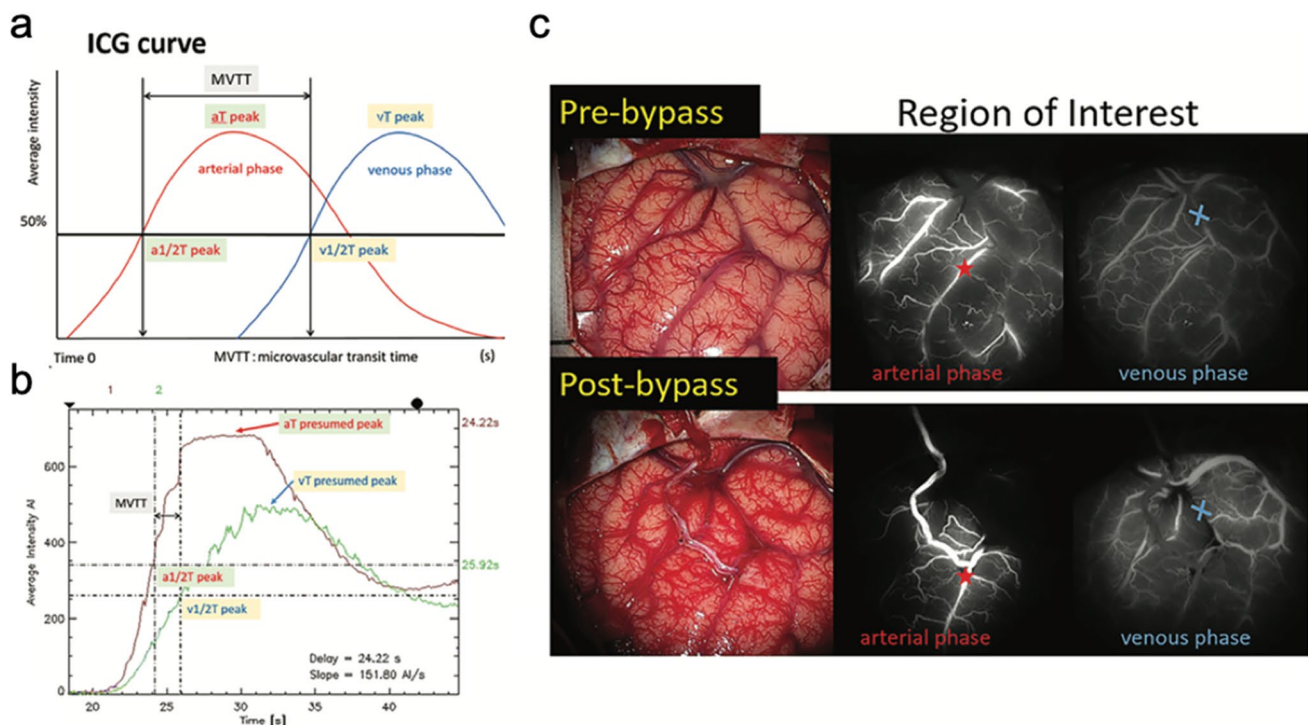 a
ICG curve
MVTT
aT peak
vT peak
arterial phase
venous phase
Average intensity
50%
a1/2T peak
v1/2T peak
Time 0
MVTT : microvascular transit time
(s)
b
1
2
24.22s
aT presumed peak
vT presumed peak
MVTT
25.92s
a1/2T peak
v1/2T peak
Average Intensity AI
600
400
200
0
Delay = 24.22 s
Slope = 151.80 AI/s
20
25
30
35
40
Time [s]
c
Pre-bypass
Region of Interest
arterial phase
venous phase
Post-bypass
arterial phase
venous phase